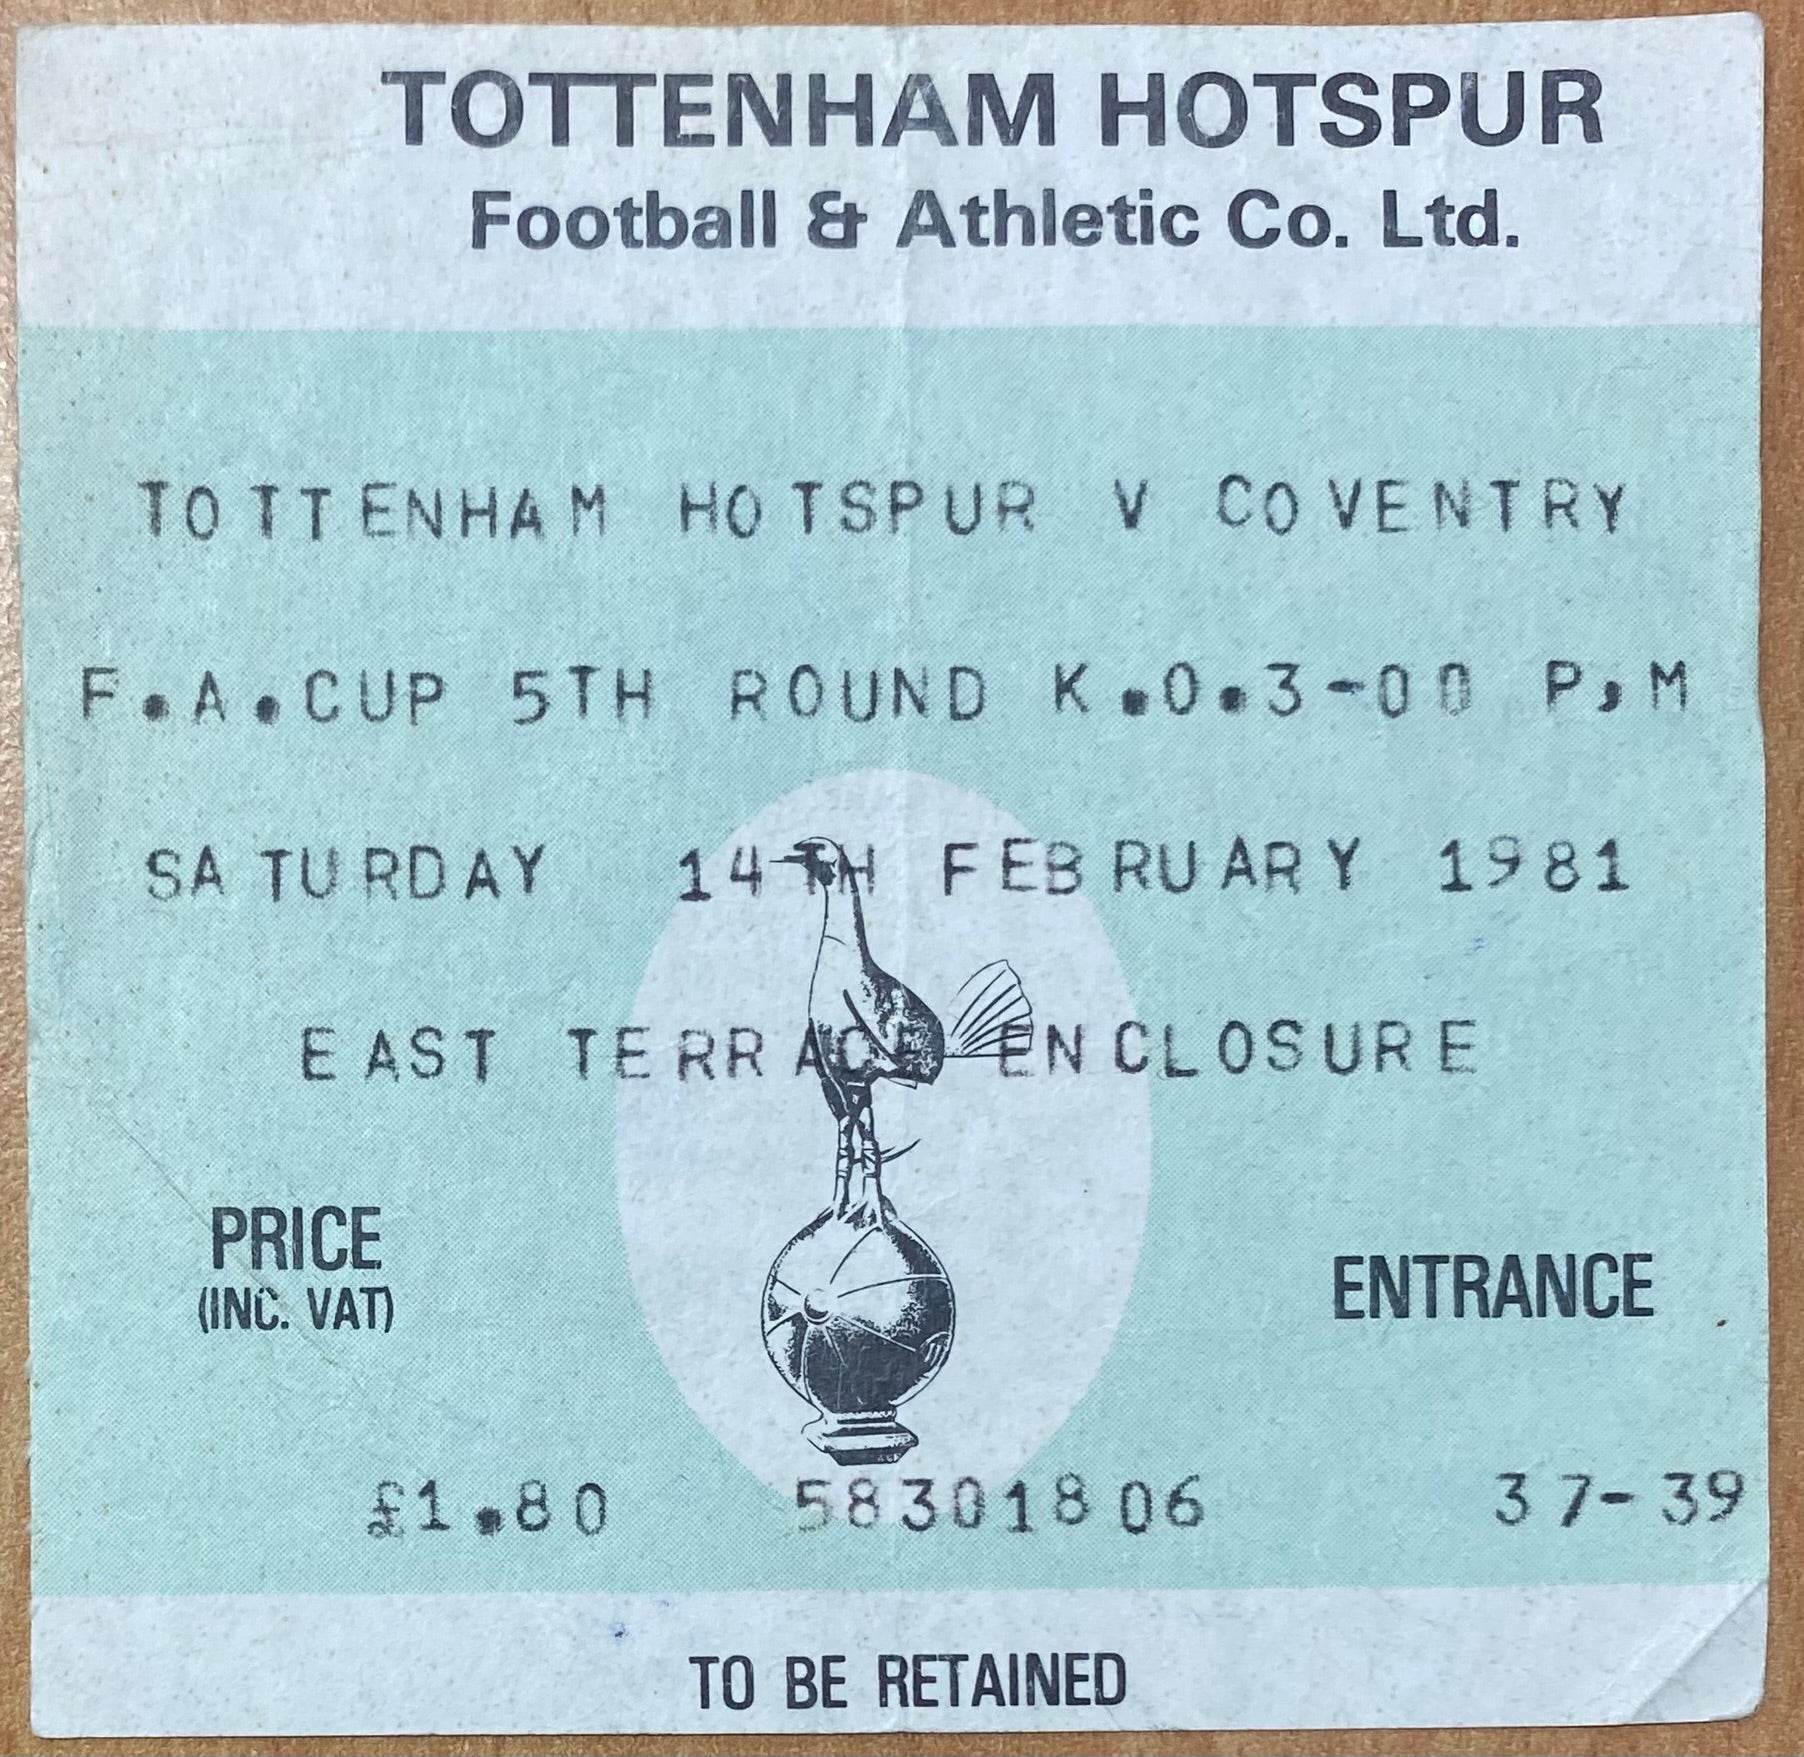 TOTTENHAM HOTSPUR
Football & Athletic Co. Ltd.
TOTTENHAM HOTSPUR V COVENTRY
F.A.CUP 5TH ROUND K.O.3-00 P,M
SATURDAY 14TH FEBRUARY 1981
EAST TERRACE ENCLOSURE
PRICE
(INC. VAT)
ENTRANCE
£1.80 58301806 37-39
TO BE RETAINED